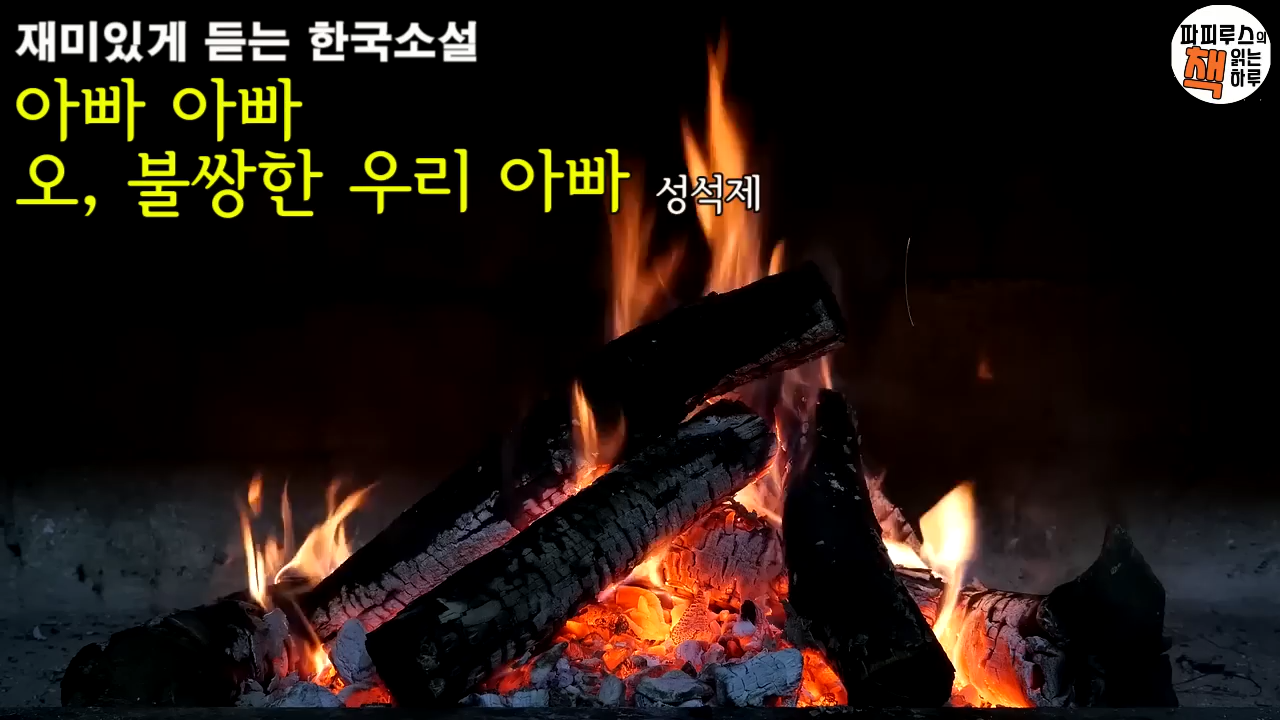 재미있게 듣는 한국소설
아빠 아빠
오, 불쌍한 우리 아빠 성석제
파피루스의
책 읽는
하루